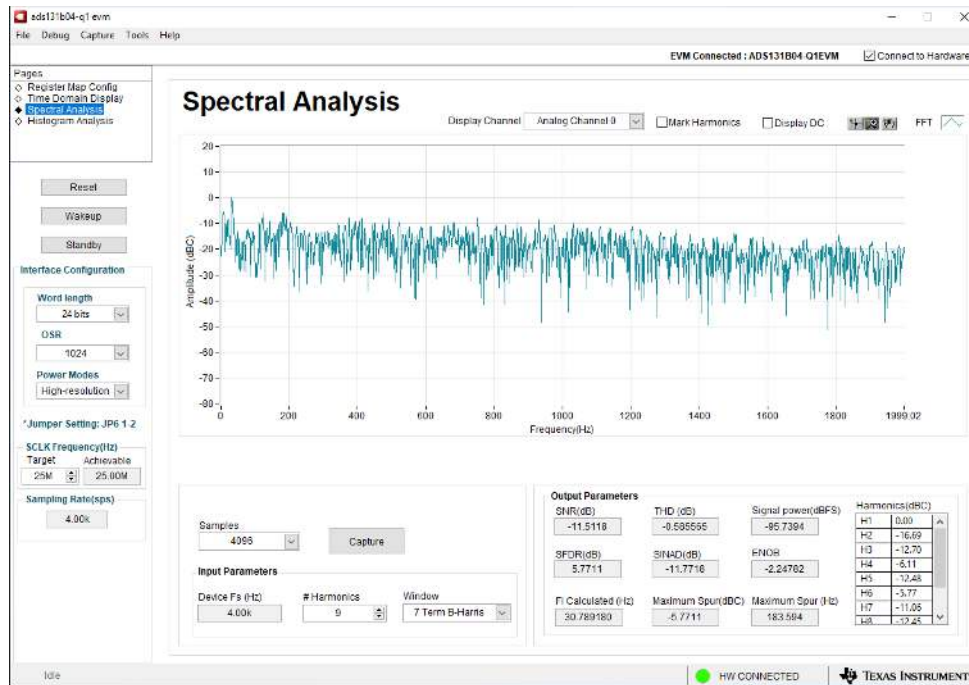 ads131b04-q1 evm
File Debug Capture Tools Help
EVM Connected : ADS131B04-Q1EVM Connect to Hardware
Pages
Register Map Config
Time Domain Display
Spectral Analysis
Histogram Analysis
Reset
Wakeup
Standby
Interface Configuration
Word length
24 bits
OSR
1024
Power Modes
High-resolution
*Jumper Setting: JP6 1-2
SCLK Frequency(Hz)
Target Achievable
25M 25.00M
Sampling Rate(sps)
4.00k
Spectral Analysis
Display Channel Analog Channel 0 Mark Harmonics Display DC FFT
20
10
0
-10
-20
-30
-40
-50
-60
-70
-80
Amplitude (dBC)
0 200 400 600 800 1000 1200 1400 1600 1800 1999.02
Frequency(Hz)
Samples
4096
Capture
Input Parameters
Device Fs (Hz) # Harmonics Window
4.00k 9 7 Term B-Harris
Output Parameters
SNR(dB) THD (dB) Signal power(dBFS)
-11.5118 -0.585565 -95.7394
SFDR(dB) SINAD(dB) ENOB
5.7711 -11.7718 -2.24782
Fi Calculated (Hz) Maximum Spur(dBC) Maximum Spur (Hz)
30.789180 -5.7711 183.594
Harmonics(dBC)
H1 0.00
H2 -16.69
H3 -12.70
H4 -6.11
H5 -12.48
H6 -5.77
H7 -11.06
H8 -12.45
Idle
HW CONNECTED
TEXAS INSTRUMENT